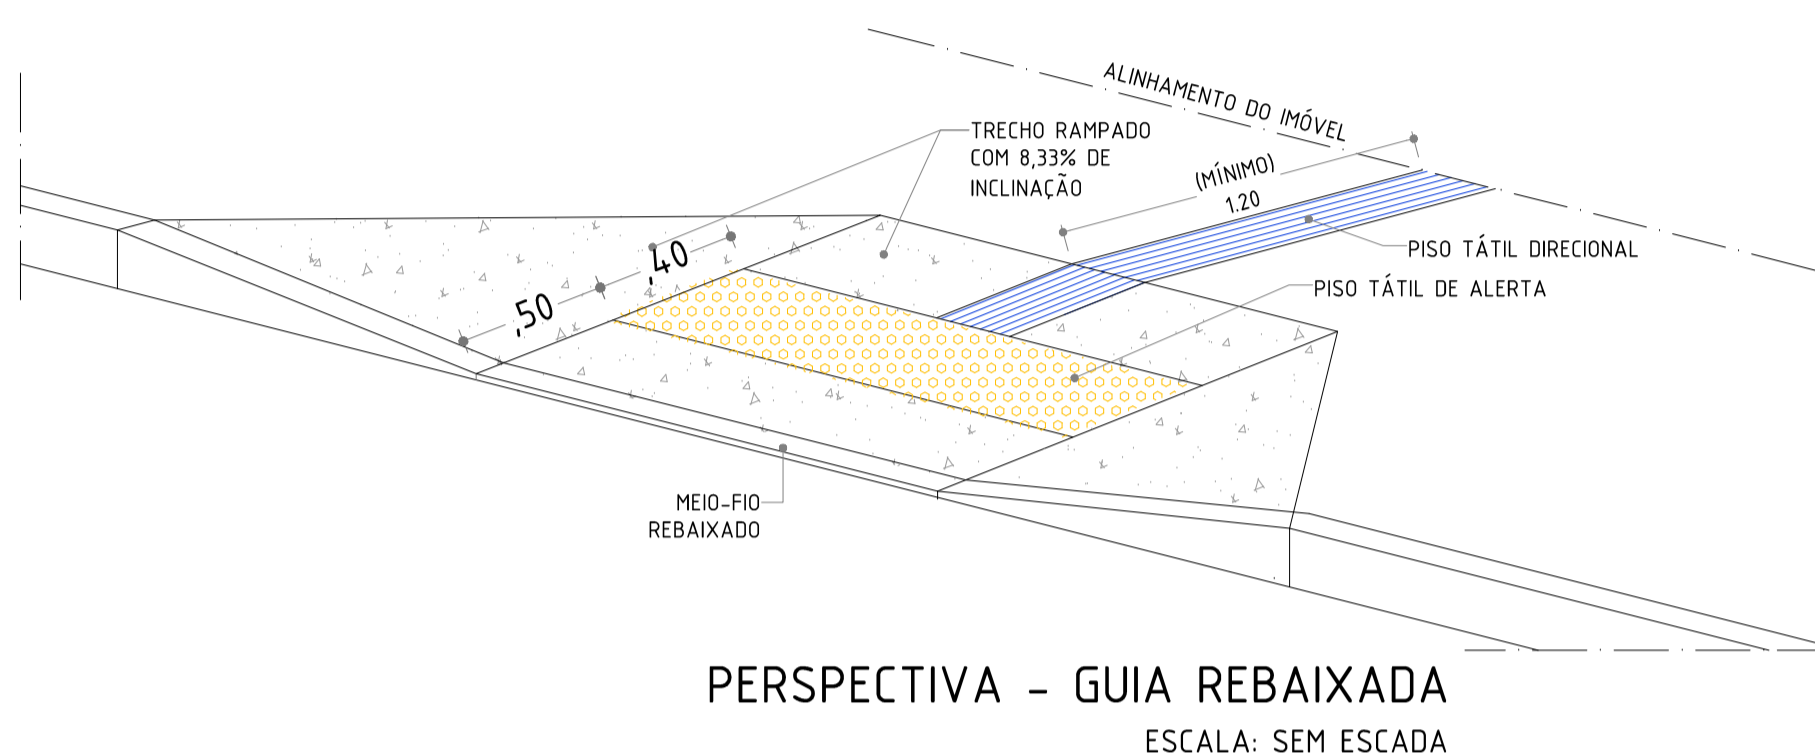 ALINHAMENTO DO IMÓVEL
TRECHO RAMPADO
COM 8,33% DE
INCLINAÇÃO
(MÍNIMO)
1.20
PISO TÁTIL DIRECIONAL
,40
,50
PISO TÁTIL DE ALERTA
MEIO-FIO
REBAIXADO
PERSPECTIVA - GUIA REBAIXADA
ESCALA: SEM ESCADA